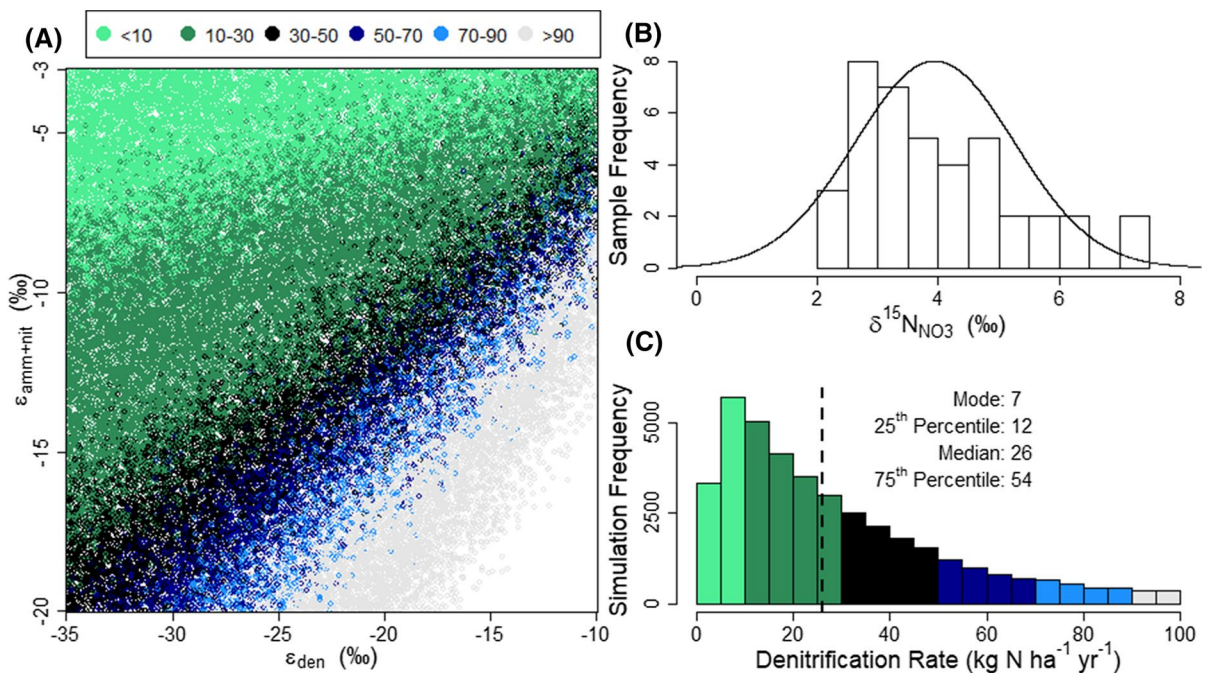 (A)
<10 10-30 30-50 50-70 70-90 >90
-3
-5
-10
-15
-20
εamm+nit (‰)
-35 -30 -25 -20 -15 -10
εden (‰)
(B)
8
6
4
2
0
Sample Frequency
0 2 4 6 8
δ¹⁵NNO3 (‰)
(C)
Mode: 7
25th Percentile: 12
Median: 26
75th Percentile: 54
5000
2500
0
Simulation Frequency
0 20 40 60 80 100
Denitrification Rate (kg N ha⁻¹ yr⁻¹)